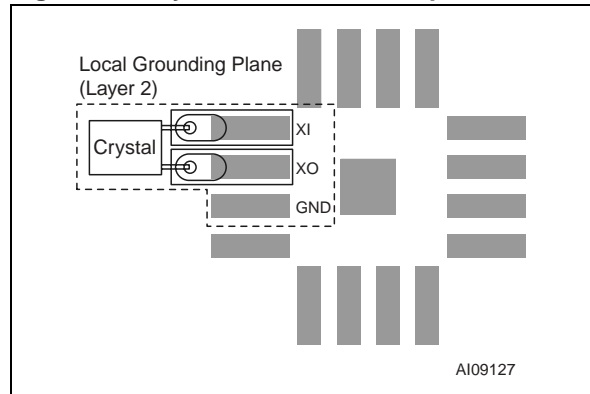 Local Grounding Plane
(Layer 2)
Crystal
XI
XO
GND
AI09127